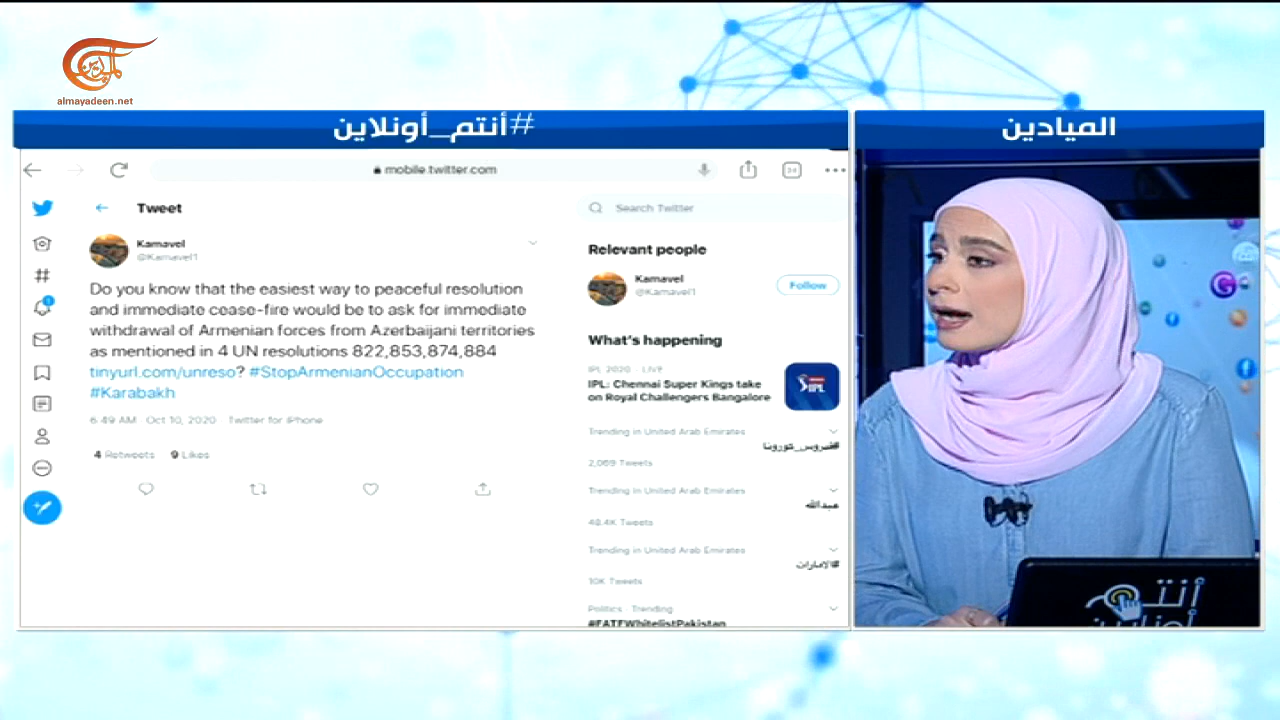 الميادين
almayadeen.net
#أنتم_أونلاين
الميادين
mobile.twitter.com
Tweet
Search Twitter
Kamavel
@Kamavel1
Do you know that the easiest way to peaceful resolution
and immediate cease-fire would be to ask for immediate
withdrawal of Armenian forces from Azerbaijani territories
as mentioned in 4 UN resolutions 822,853,874,884
tinyurl.com/unreso? #StopArmenianOccupation
#Karabakh
6:49 AM · Oct 10, 2020 · Twitter for iPhone
4 Retweets 9 Likes
Relevant people
Kamavel
@Kamavel1
Follow
What's happening
IPL 2020 · LIVE
IPL: Chennai Super Kings take
on Royal Challengers Bangalore
IPL
Trending in United Arab Emirates
#فيروس_كورونا
2,069 Tweets
Trending in United Arab Emirates
عبدالله
48.4K Tweets
Trending in United Arab Emirates
#الامارات
10K Tweets
Politics · Trending
#FATFWhitelistPakistan
أنتم
أونلاين